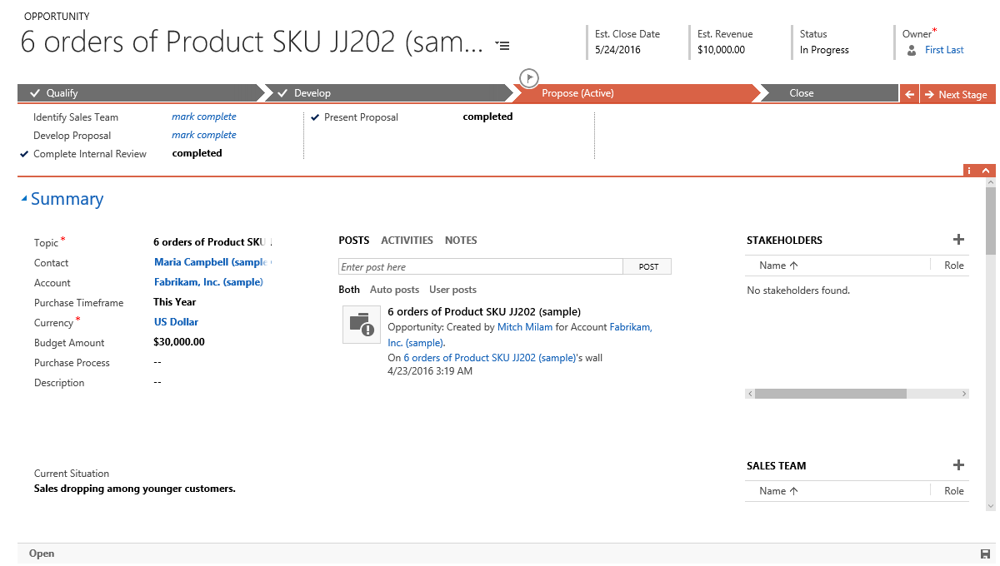 OPPORTUNITY
6 orders of Product SKU JJ202 (sam...
Est. Close Date
5/24/2016
Est. Revenue
$10,000.00
Status
In Progress
Owner*
First Last
Qualify
Develop
Propose (Active)
Close
Next Stage
Identify Sales Team mark complete
Develop Proposal mark complete
Complete Internal Review completed
Present Proposal completed
Summary
Topic* 6 orders of Product SKU
Contact Maria Campbell (sample
Account Fabrikam, Inc. (sample)
Purchase Timeframe This Year
Currency* US Dollar
Budget Amount $30,000.00
Purchase Process --
Description --
Current Situation
Sales dropping among younger customers.
POSTS ACTIVITIES NOTES
Enter post here POST
Both Auto posts User posts
6 orders of Product SKU JJ202 (sample)
Opportunity: Created by Mitch Milam for Account Fabrikam,
Inc. (sample).
On 6 orders of Product SKU JJ202 (sample)'s wall
4/23/2016 3:19 AM
STAKEHOLDERS
Name Role
No stakeholders found.
SALES TEAM
Name Role
Open